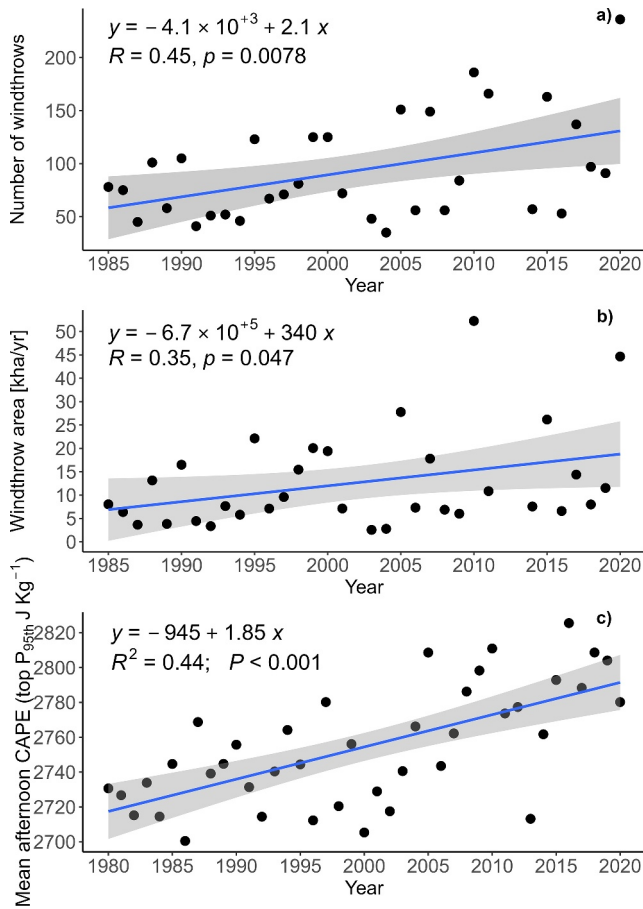 a)
y = − 4.1 × 10⁺³ + 2.1 x
R = 0.45, p = 0.0078
Number of windthrows
200
150
100
50
1985 1990 1995 2000 2005 2010 2015 2020
Year
b)
y = − 6.7 × 10⁺⁵ + 340 x
R = 0.35, p = 0.047
Windthrow area [kha/yr]
50
45
40
35
30
25
20
15
10
5
0
1985 1990 1995 2000 2005 2010 2015 2020
Year
c)
y = − 945 + 1.85 x
R² = 0.44; P < 0.001
Mean afternoon CAPE (top P₉₅ₜₕ J Kg⁻¹)
2820
2800
2780
2760
2740
2720
2700
1980 1985 1990 1995 2000 2005 2010 2015 2020
Year